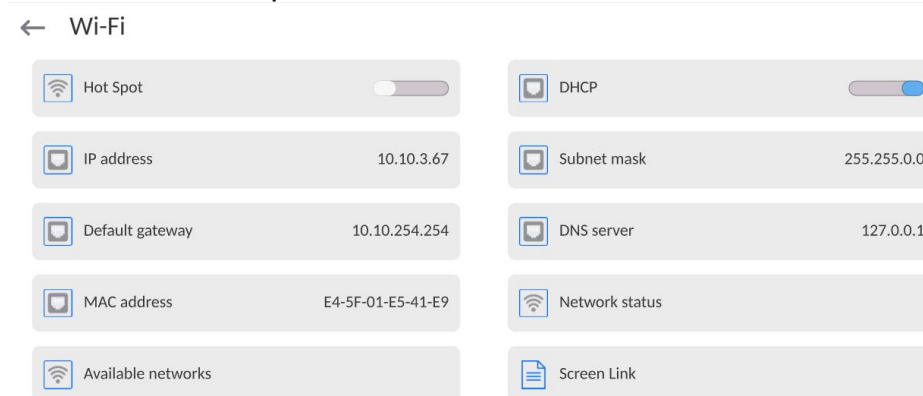 ← Wi-Fi
Hot Spot
DHCP
IP address 10.10.3.67
Subnet mask 255.255.0.0
Default gateway 10.10.254.254
DNS server 127.0.0.1
MAC address E4-5F-01-E5-41-E9
Network status
Available networks
Screen Link